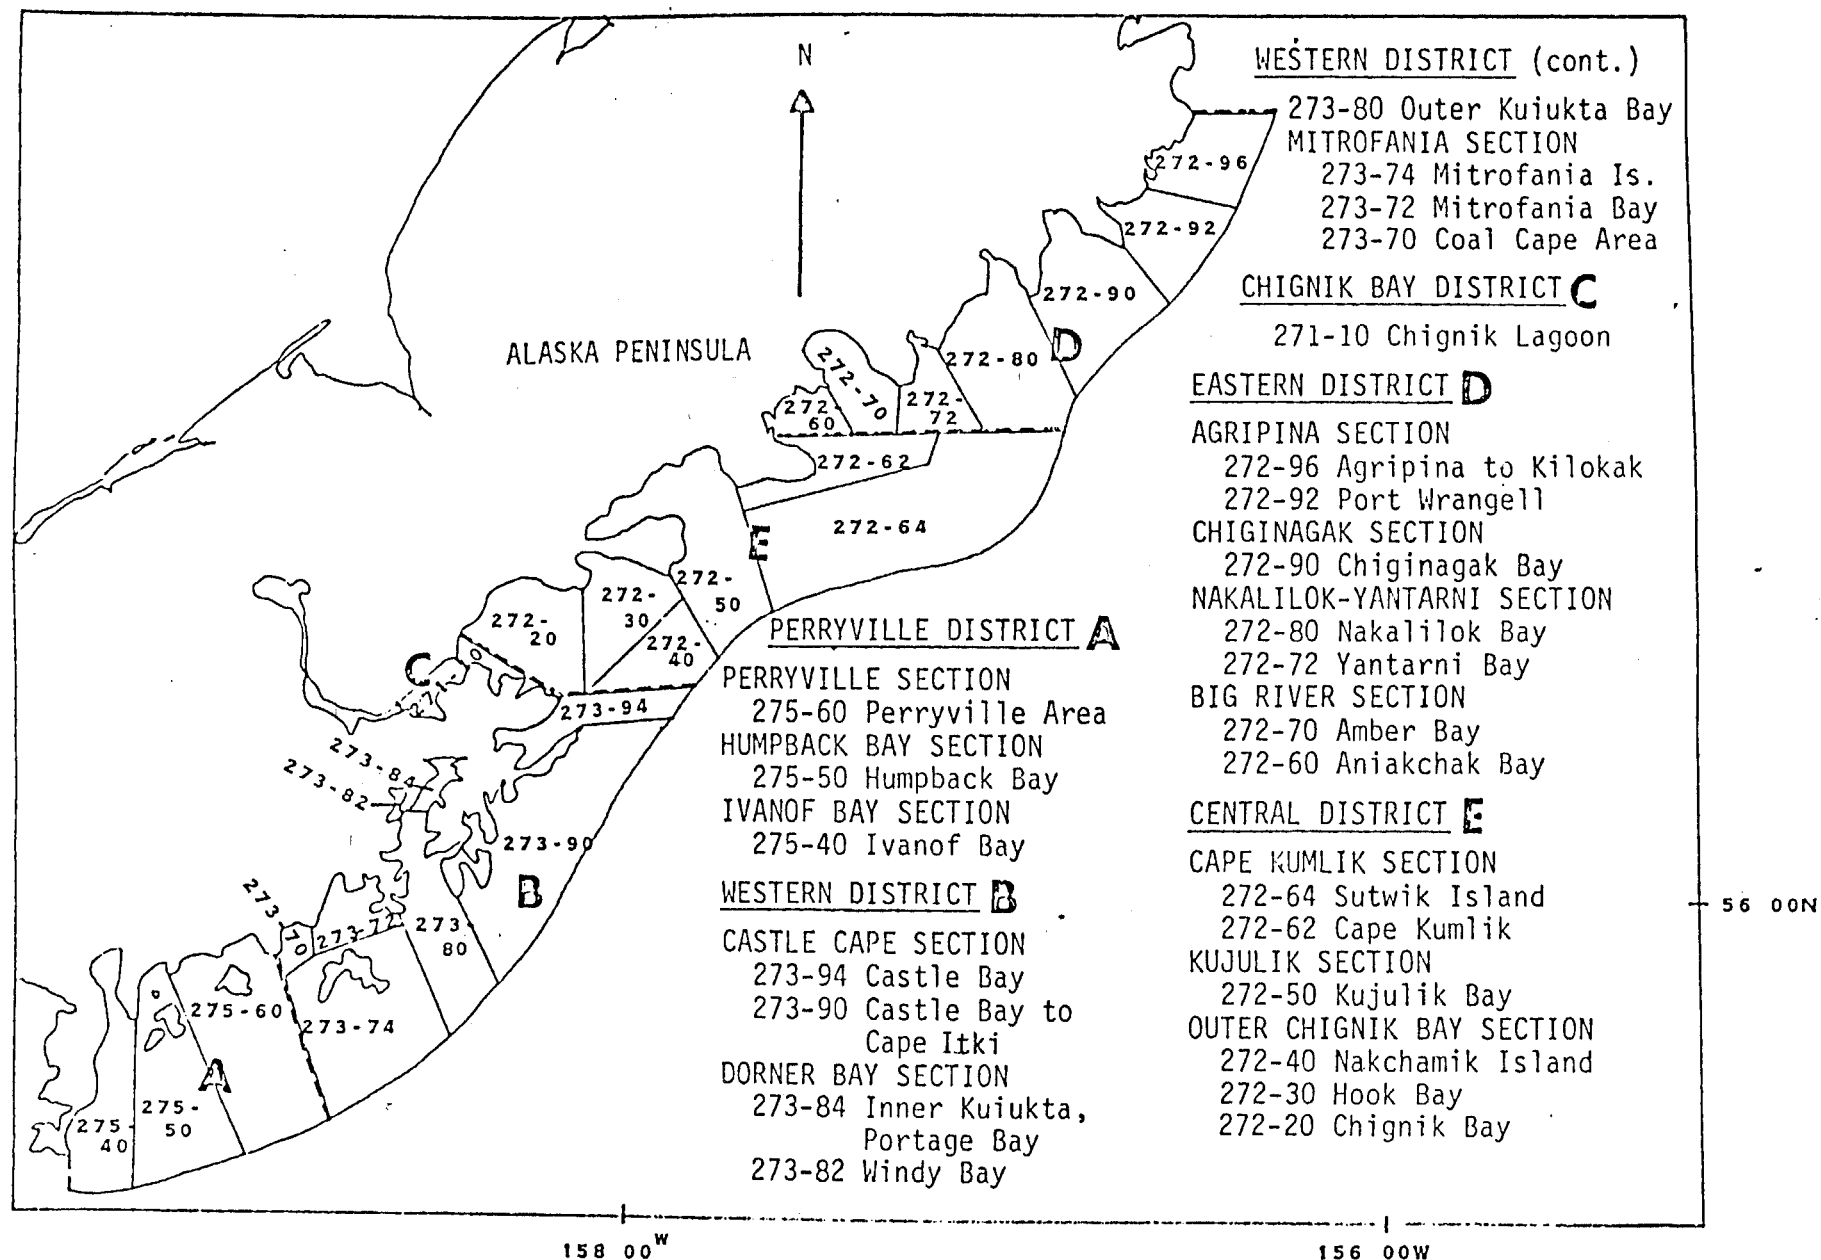 N
ALASKA PENINSULA
272-96
272-92
272-90
D
272-80
272-70
272-
72
272
60
272-62
272-64
E
272-
50
272-
30
272-
40
272-
20
C
271-
273-94
273-84
273-82
273-90
B
273-
80
273-72
273-
70
273-74
275-60
A
275-
50
275-
40
PERRYVILLE DISTRICT A
PERRYVILLE SECTION
275-60 Perryville Area
HUMPBACK BAY SECTION
275-50 Humpback Bay
IVANOF BAY SECTION
275-40 Ivanof Bay
WESTERN DISTRICT B
CASTLE CAPE SECTION
273-94 Castle Bay
273-90 Castle Bay to
Cape Itki
DORNER BAY SECTION
273-84 Inner Kuiukta,
Portage Bay
273-82 Windy Bay
WESTERN DISTRICT (cont.)
273-80 Outer Kuiukta Bay
MITROFANIA SECTION
273-74 Mitrofania Is.
273-72 Mitrofania Bay
273-70 Coal Cape Area
CHIGNIK BAY DISTRICT C
271-10 Chignik Lagoon
EASTERN DISTRICT D
AGRIPINA SECTION
272-96 Agripina to Kilokak
272-92 Port Wrangell
CHIGINAGAK SECTION
272-90 Chiginagak Bay
NAKALILOK-YANTARNI SECTION
272-80 Nakalilok Bay
272-72 Yantarni Bay
BIG RIVER SECTION
272-70 Amber Bay
272-60 Aniakchak Bay
CENTRAL DISTRICT E
CAPE KUMLIK SECTION
272-64 Sutwik Island
272-62 Cape Kumlik
KUJULIK SECTION
272-50 Kujulik Bay
OUTER CHIGNIK BAY SECTION
272-40 Nakchamik Island
272-30 Hook Bay
272-20 Chignik Bay
56 00N
158 00W
156 00W